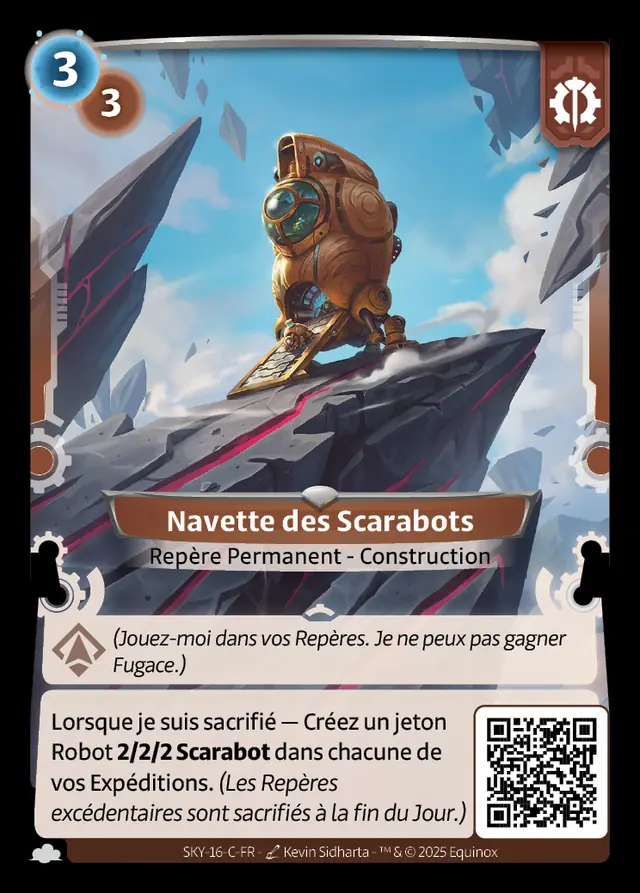 3
3
Navette des Scarabots
Repère Permanent - Construction
(Jouez-moi dans vos Repères. Je ne peux pas gagner
Fugace.)
Lorsque je suis sacrifié — Créez un jeton
Robot 2/2/2 Scarabot dans chacune de
vos Expéditions. (Les Repères
excédentaires sont sacrifiés à la fin du Jour.)
SKY-16-C-FR - Kevin Sidharta - ™ & © 2025 Equinox